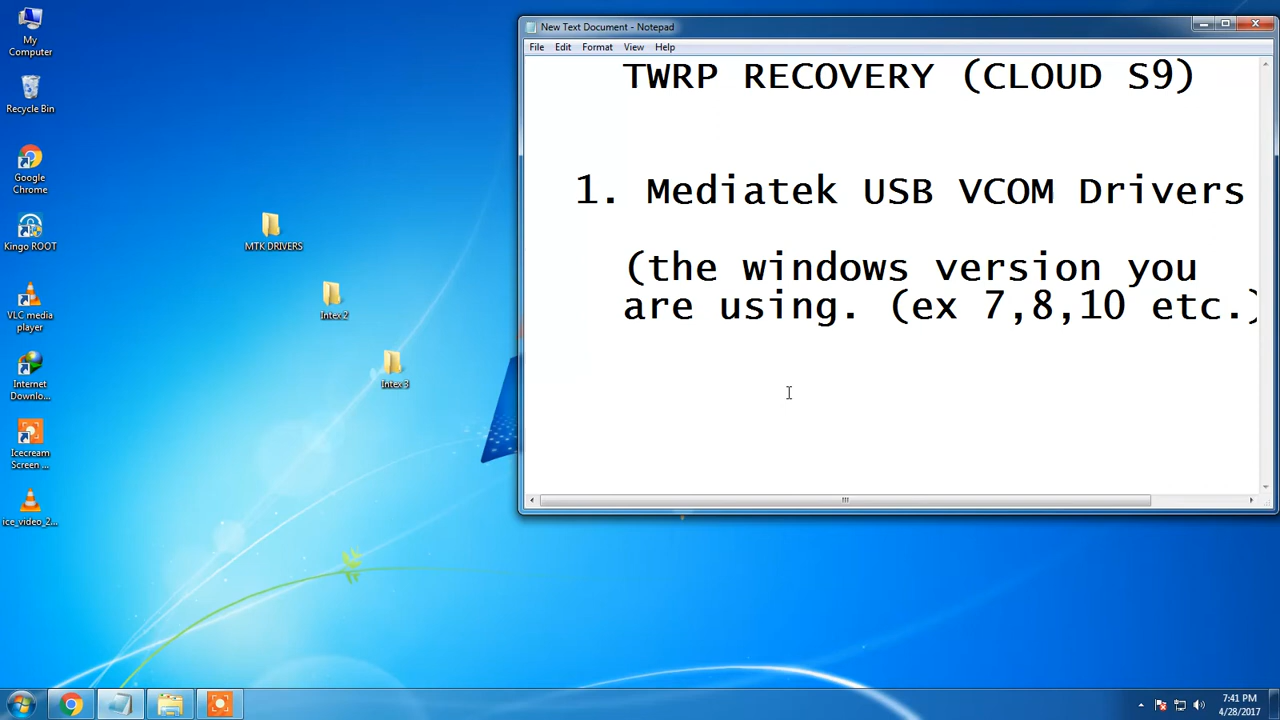 My
Computer
Recycle Bin
Google
Chrome
Kingo ROOT
VLC media
player
Internet
Downlo...
Icecream
Screen ...
ice_video_2...
MTK DRIVERS
Intex 2
Intex 3
New Text Document - Notepad
File Edit Format View Help
TWRP RECOVERY (CLOUD S9)
1. Mediatek USB VCOM Drivers
(the windows version you
are using. (ex 7,8,10 etc.)
7:41 PM
4/28/2017